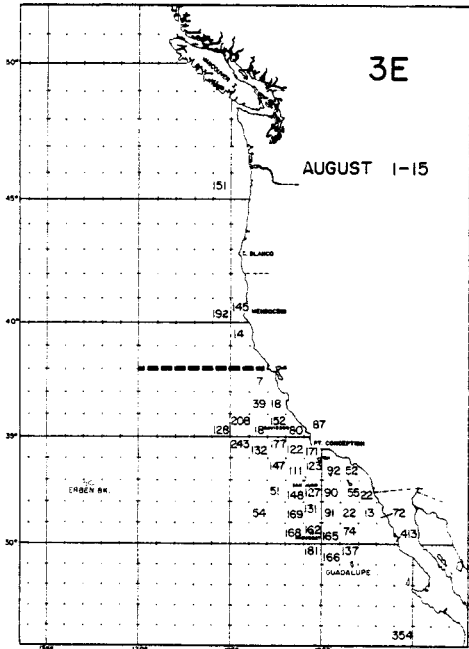 3E
50°
VANCOUVER
AUGUST 1-15
151
45°
C. BLANCO
145
192 MENDOCINO
40°
14
7
39 18
208 152 87
128 18 80
39°
243 77 PT. CONCEPTION
132 122 171
147 111 123 92 52
ERBEN BK.
51 148 127 90 55 22
54 169 131 91 22 13 72
168 162 165 74 413
30°
181 166 137
GUADALUPE
354